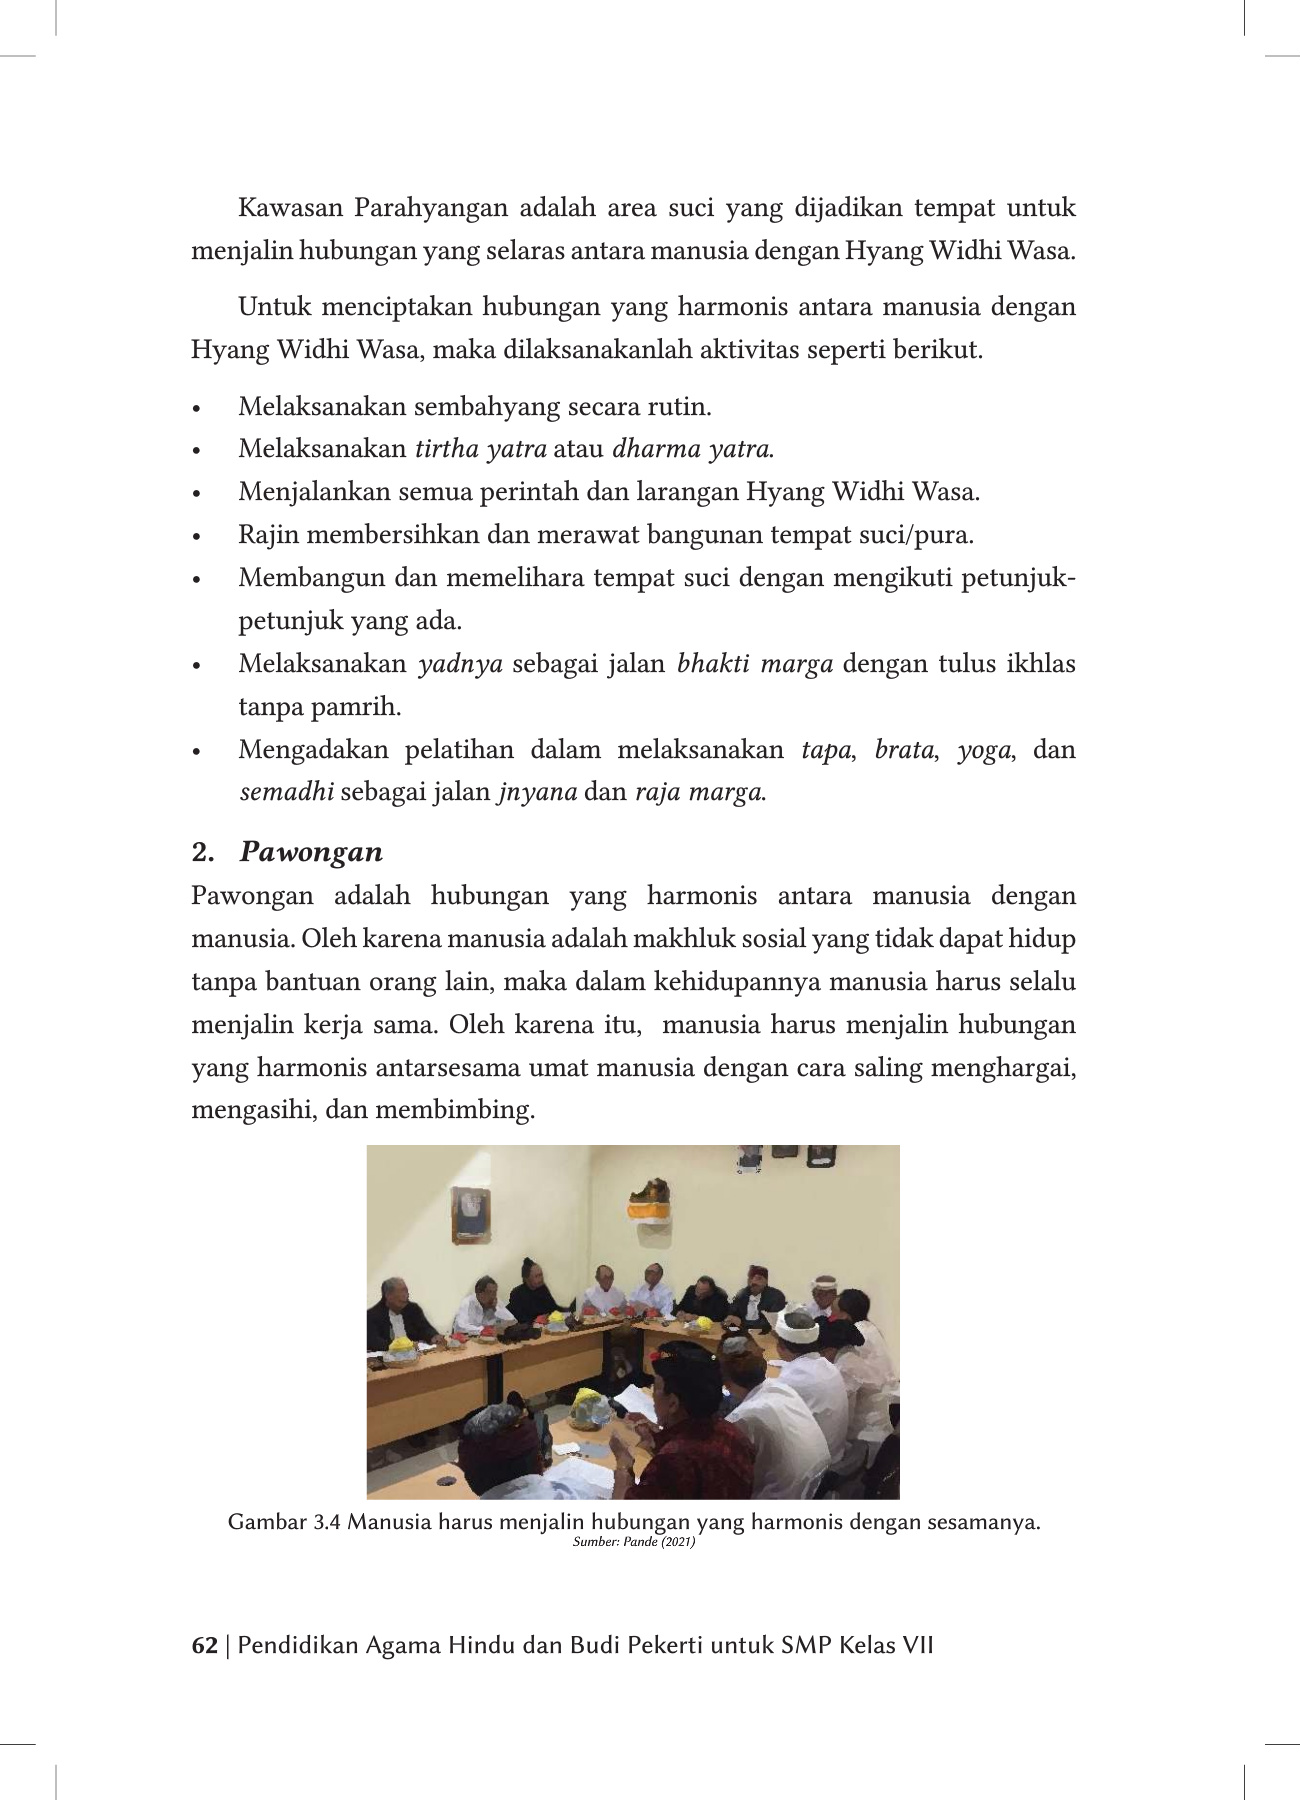 Kawasan Parahyangan adalah area suci yang dijadikan tempat untuk
menjalin hubungan yang selaras antara manusia dengan Hyang Widhi Wasa.
Untuk menciptakan hubungan yang harmonis antara manusia dengan
Hyang Widhi Wasa, maka dilaksanakanlah aktivitas seperti berikut.
• Melaksanakan sembahyang secara rutin.
• Melaksanakan tirtha yatra atau dharma yatra.
• Menjalankan semua perintah dan larangan Hyang Widhi Wasa.
• Rajin membersihkan dan merawat bangunan tempat suci/pura.
• Membangun dan memelihara tempat suci dengan mengikuti petunjuk-
petunjuk yang ada.
• Melaksanakan yadnya sebagai jalan bhakti marga dengan tulus ikhlas
tanpa pamrih.
• Mengadakan pelatihan dalam melaksanakan tapa, brata, yoga, dan
semadhi sebagai jalan jnyana dan raja marga.
2. Pawongan
Pawongan adalah hubungan yang harmonis antara manusia dengan
manusia. Oleh karena manusia adalah makhluk sosial yang tidak dapat hidup
tanpa bantuan orang lain, maka dalam kehidupannya manusia harus selalu
menjalin kerja sama. Oleh karena itu, manusia harus menjalin hubungan
yang harmonis antarsesama umat manusia dengan cara saling menghargai,
mengasihi, dan membimbing.
Gambar 3.4 Manusia harus menjalin hubungan yang harmonis dengan sesamanya.
Sumber: Pande (2021)
62 | Pendidikan Agama Hindu dan Budi Pekerti untuk SMP Kelas VII